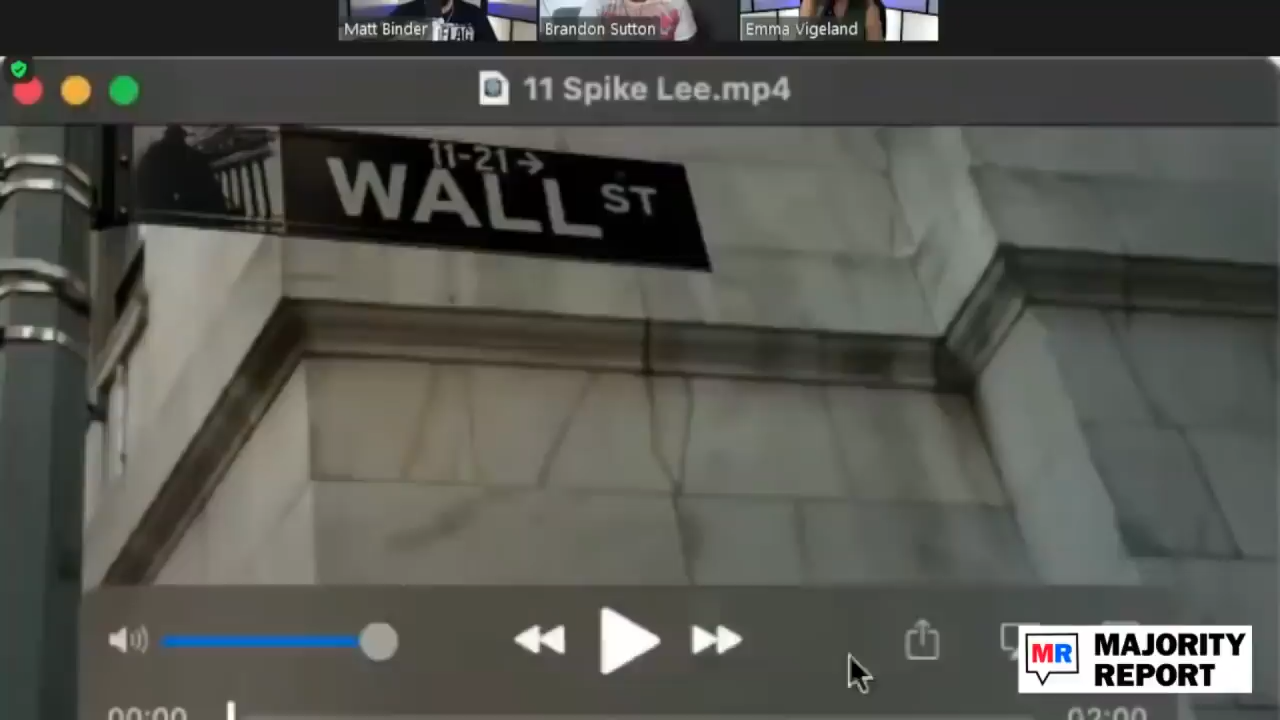 Matt Binder
Brandon Sutton
Emma Vigeland
11 Spike Lee.mp4
11-21 →
WALL ST
MR
MAJORITY
REPORT
00:00
02:00